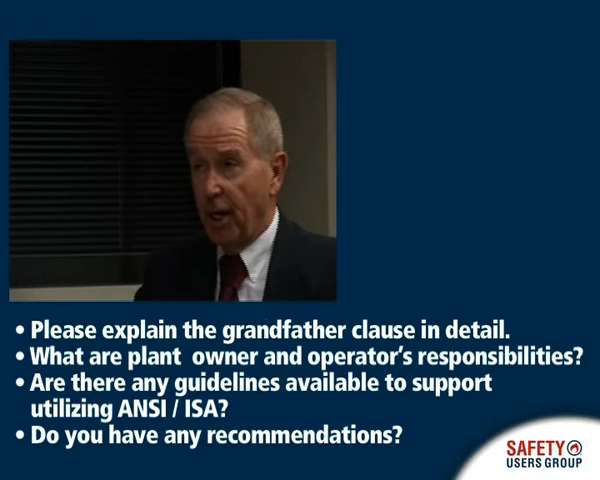 • Please explain the grandfather clause in detail.
• What are plant owner and operator's responsibilities?
• Are there any guidelines available to support
utilizing ANSI / ISA?
• Do you have any recommendations?
SAFETY
USERS GROUP